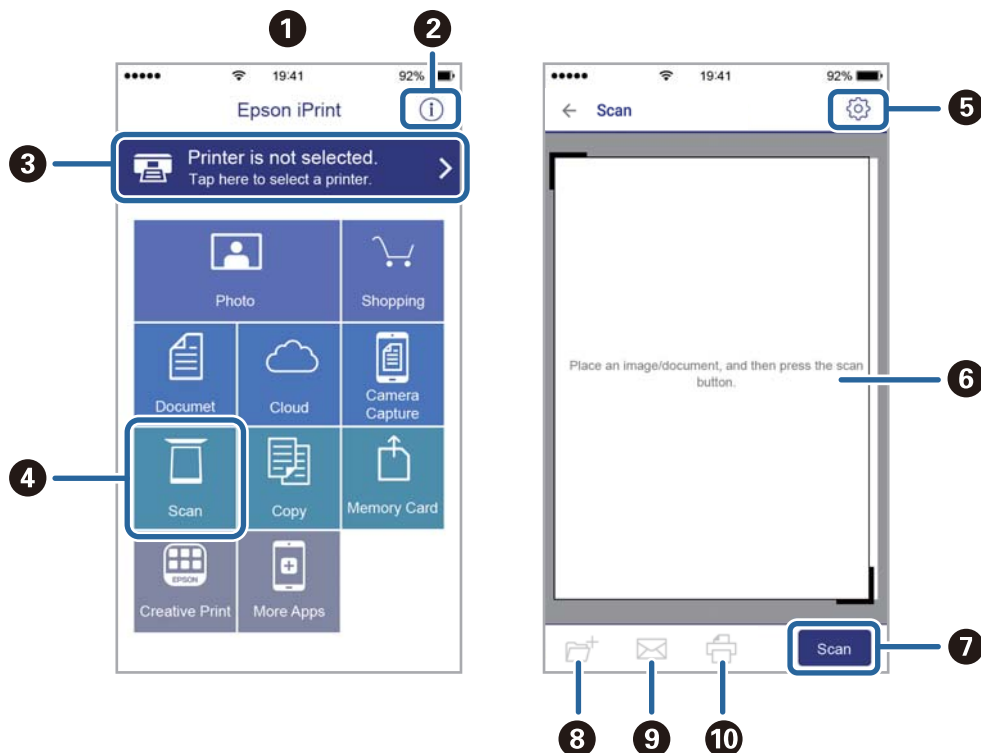 1
2
19:41
92%
Epson iPrint
i
3
Printer is not selected.
Tap here to select a printer.
Photo
Shopping
Documet
Cloud
Camera
Capture
4
Scan
Copy
Memory Card
EPSON
Creative Print
More Apps
19:41
92%
Scan
5
Place an image/document, and then press the scan
button.
6
Scan
7
8
9
10